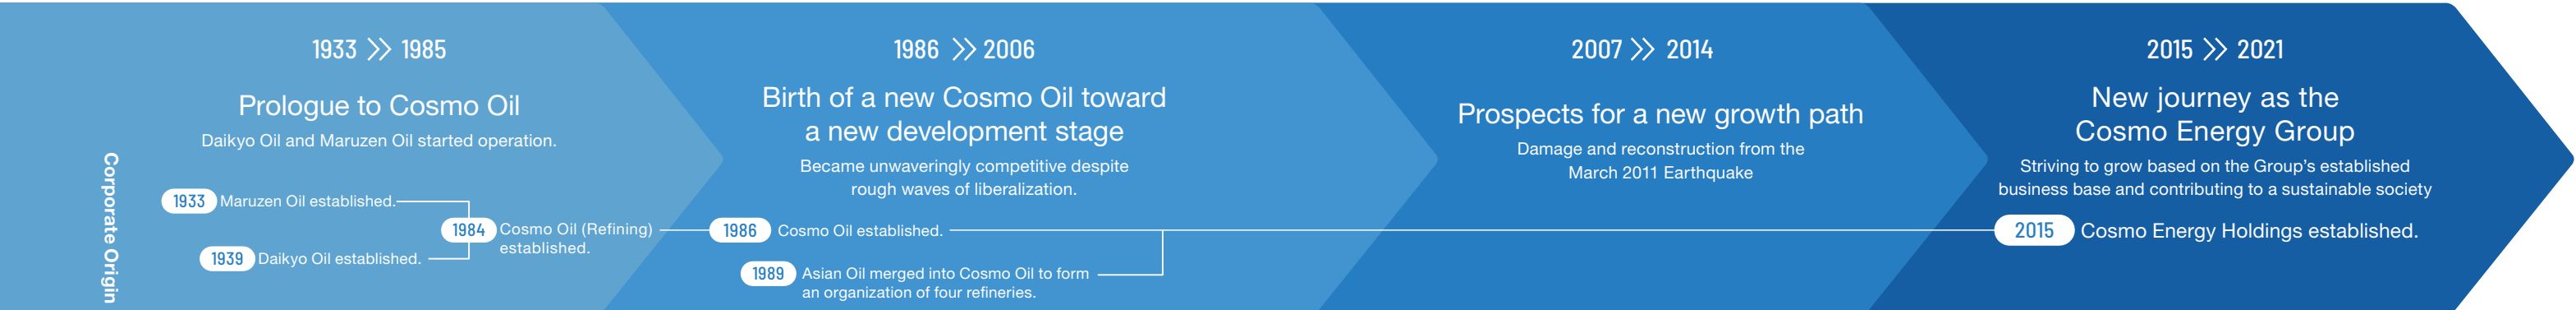 Corporate Origin
1933 >> 1985
Prologue to Cosmo Oil
Daikyo Oil and Maruzen Oil started operation.
1933 Maruzen Oil established.
1939 Daikyo Oil established.
1984 Cosmo Oil (Refining)
established.
1986 >> 2006
Birth of a new Cosmo Oil toward
a new development stage
Became unwaveringly competitive despite
rough waves of liberalization.
1986 Cosmo Oil established.
1989 Asian Oil merged into Cosmo Oil to form
an organization of four refineries.
2007 >> 2014
Prospects for a new growth path
Damage and reconstruction from the
March 2011 Earthquake
2015 >> 2021
New journey as the
Cosmo Energy Group
Striving to grow based on the Group's established
business base and contributing to a sustainable society
2015 Cosmo Energy Holdings established.